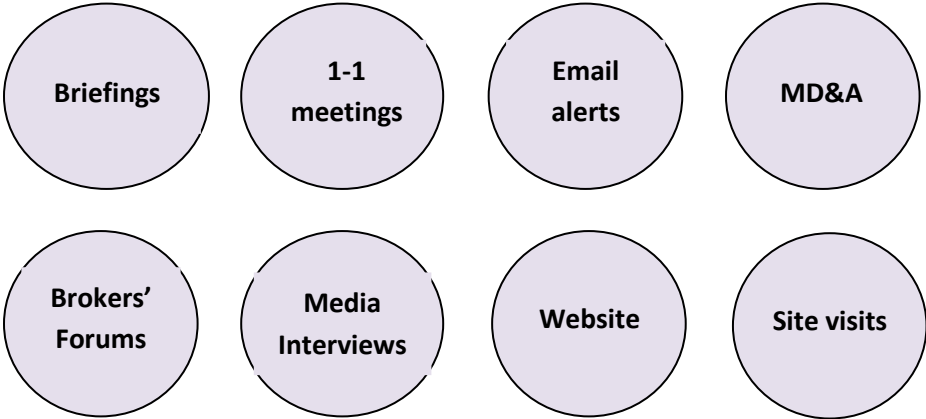 Briefings
1-1
meetings
Email
alerts
MD&A
Brokers’
Forums
Media
Interviews
Website
Site visits